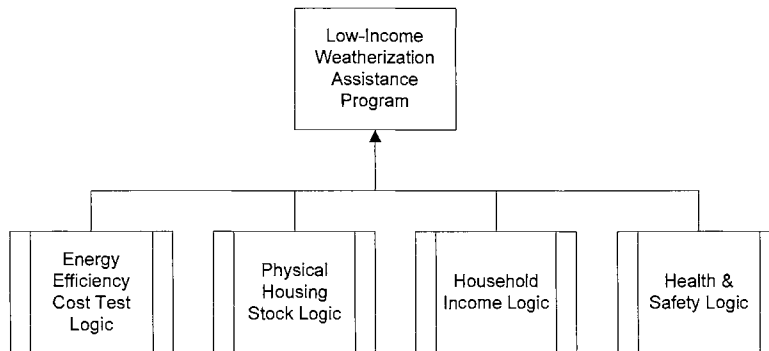 Low-Income
Weatherization
Assistance
Program
Energy
Efficiency
Cost Test
Logic
Physical
Housing
Stock Logic
Household
Income Logic
Health &
Safety Logic